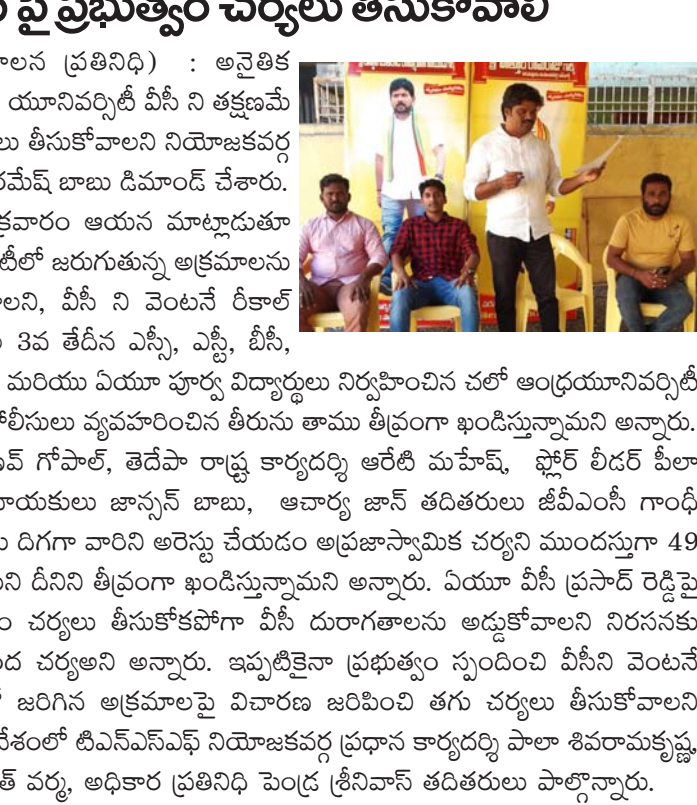 పై ప్రభుత్వం చర్యలు తీసుకోవాలి
ప్రతినిధి) : అనైతిక
యూనివర్సిటీ వీసీ ని తక్షణమే
తీసుకోవాలని నియోజకవర్గ
రమేష్ బాబు డిమాండ్ చేశారు.
ఆయన మాట్లాడుతూ
జరుగుతున్న అక్రమాలను
వీసీ ని వెంటనే రీకాల్
3వ తేదీన ఎస్సీ, ఎస్టీ, బీసీ,
మరియు ఏయూ పూర్వ విద్యార్థులు నిర్వహించిన చలో ఆంధ్రయూనివర్సిటీ
వ్యవహరించిన తీరును తాము తీవ్రంగా ఖండిస్తున్నామని అన్నారు.
గోపాల్, తెదేపా రాష్ట్ర కార్యదర్శి ఆరేటి మహేష్, ఫ్లోర్ లీడర్ పీలా
జాన్సన్ బాబు, ఆచార్య జాన్ తదితరులు జీవీఎంసీ గాంధీ
దిగగా వారిని అరెస్టు చేయడం అప్రజాస్వామిక చర్యని ముందస్తుగా 49
దీనిని తీవ్రంగా ఖండిస్తున్నామని అన్నారు. ఏయూ వీసీ ప్రసాద్ రెడ్డిపై
చర్యలు తీసుకోకపోగా వీసీ దురాగతాలను అడ్డుకోవాలని నిరసనకు
చర్యఅని అన్నారు. ఇప్పటికైనా ప్రభుత్వం స్పందించి వీసీని వెంటనే
జరిగిన అక్రమాలపై విచారణ జరిపించి తగు చర్యలు తీసుకోవాలని
టిఎన్ఎస్ఎఫ్ నియోజకవర్గ ప్రధాన కార్యదర్శి పాలా శివరామకృష్ణ,
వర్మ, అధికార ప్రతినిధి పెండ్ర శ్రీనివాస్ తదితరులు పాల్గొన్నారు.